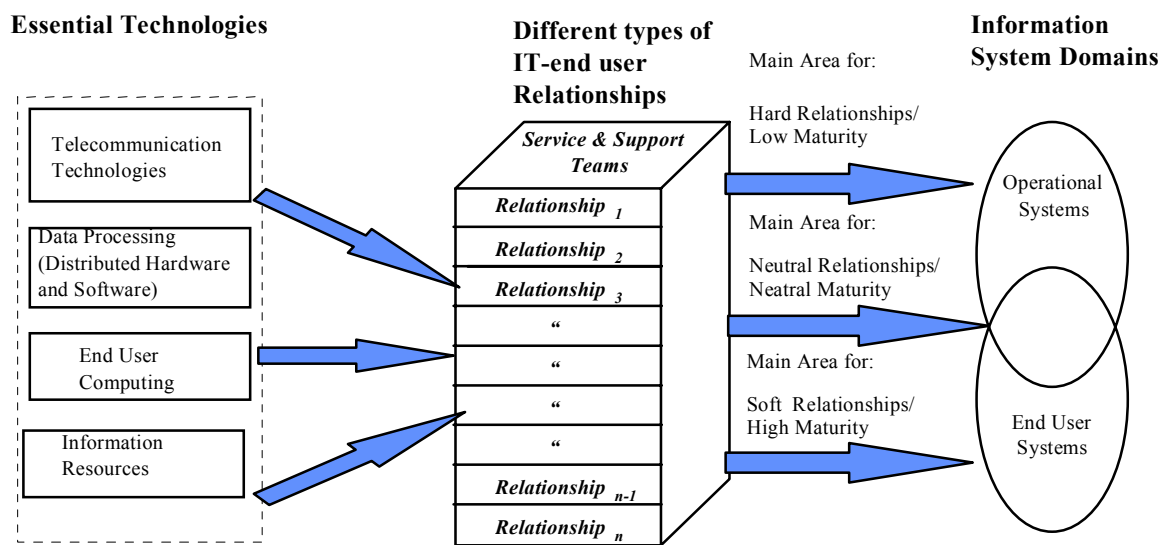 Essential Technologies
Telecommunication
Technologies
Data Processing
(Distributed Hardware
and Software)
End User
Computing
Information
Resources
Different types of
IT-end user
Relationships
Service & Support
Teams
Relationship 1
Relationship 2
Relationship 3
“
“
“
“
Relationship n-1
Relationship n
Main Area for:
Hard Relationships/
Low Maturity
Main Area for:
Neutral Relationships/
Neatral Maturity
Main Area for:
Soft Relationships/
High Maturity
Information
System Domains
Operational
Systems
End User
Systems